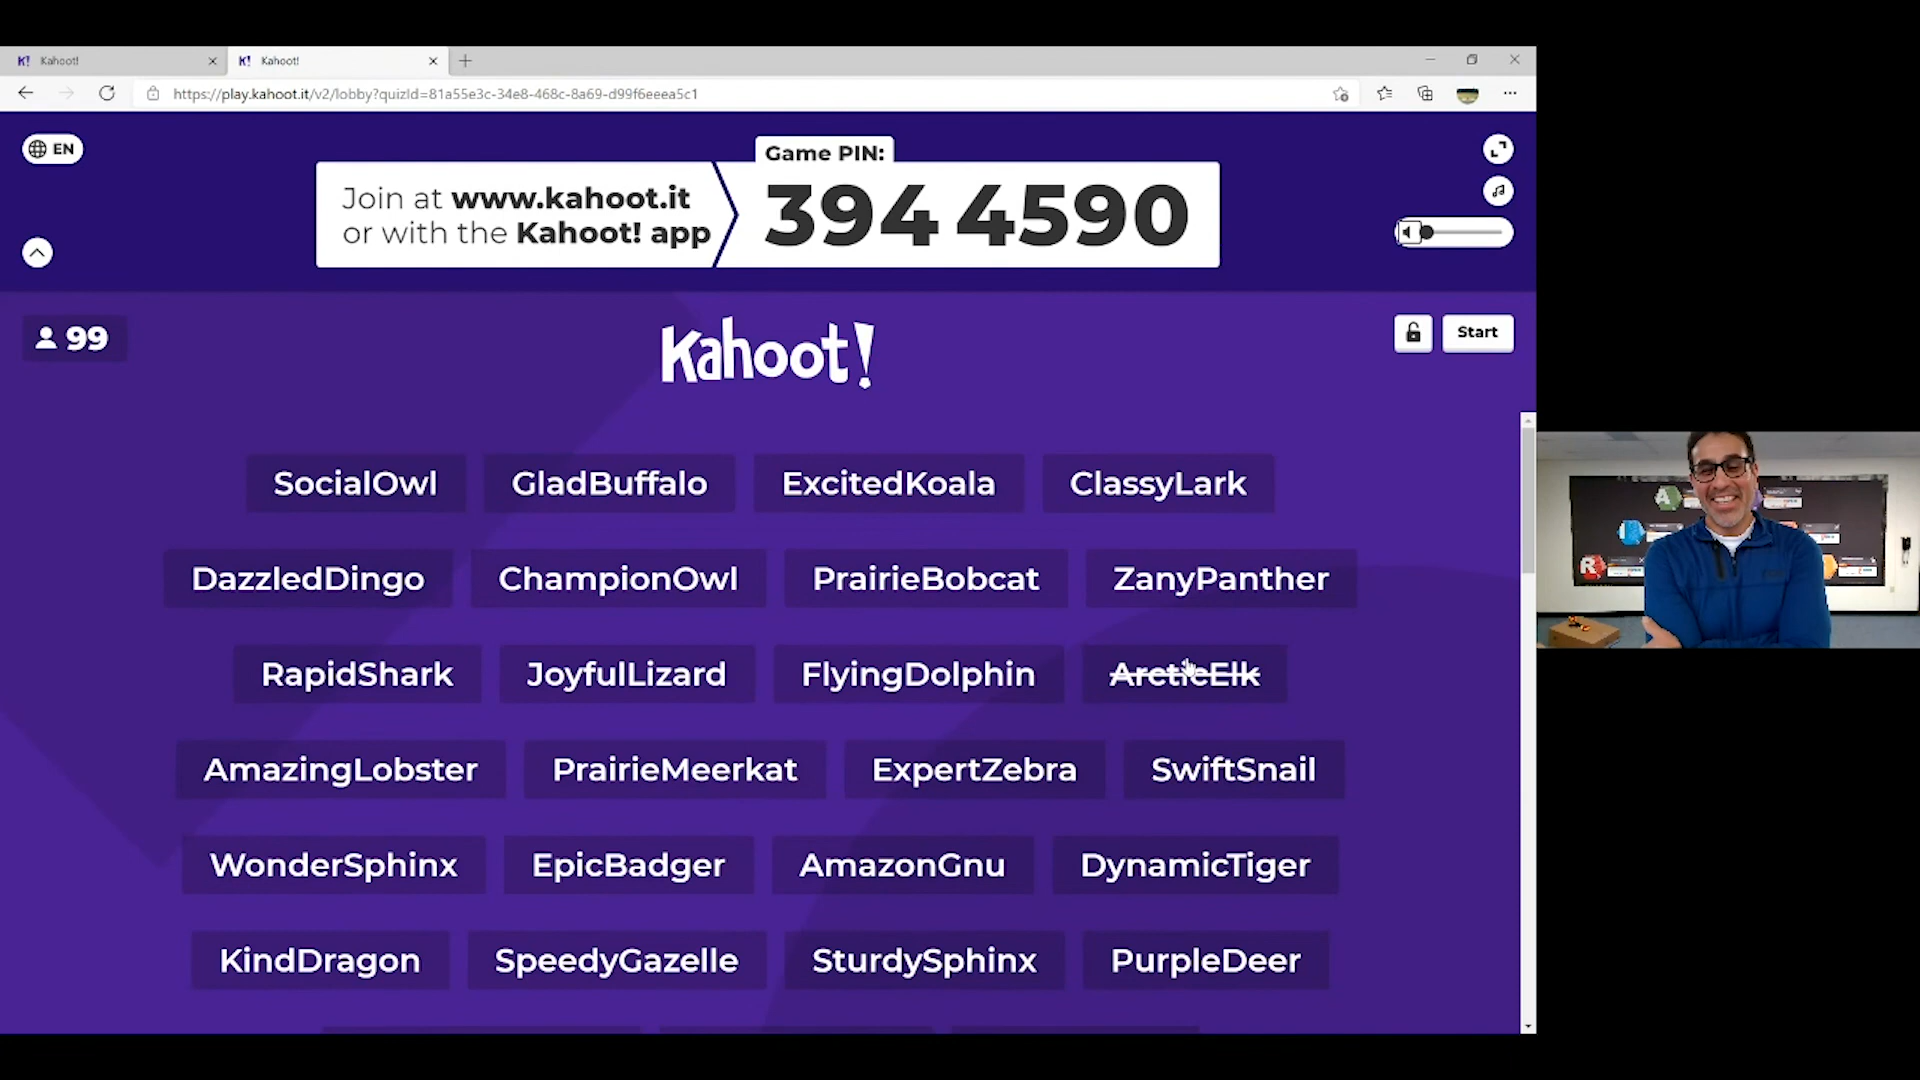 Kahoot!
Kahoot!
https://play.kahoot.it/v2/lobby?quizId=81a55e3c-34e8-468c-8a69-d99f6eeea5c1
EN
Game PIN:
Join at www.kahoot.it
or with the Kahoot! app
394 4590
99
Kahoot!
Start
SocialOwl GladBuffalo ExcitedKoala ClassyLark
DazzledDingo ChampionOwl PrairieBobcat ZanyPanther
RapidShark JoyfulLizard FlyingDolphin ArcticElk
AmazingLobster PrairieMeerkat ExpertZebra SwiftSnail
WonderSphinx EpicBadger AmazonGnu DynamicTiger
KindDragon SpeedyGazelle SturdySphinx PurpleDeer
A
R